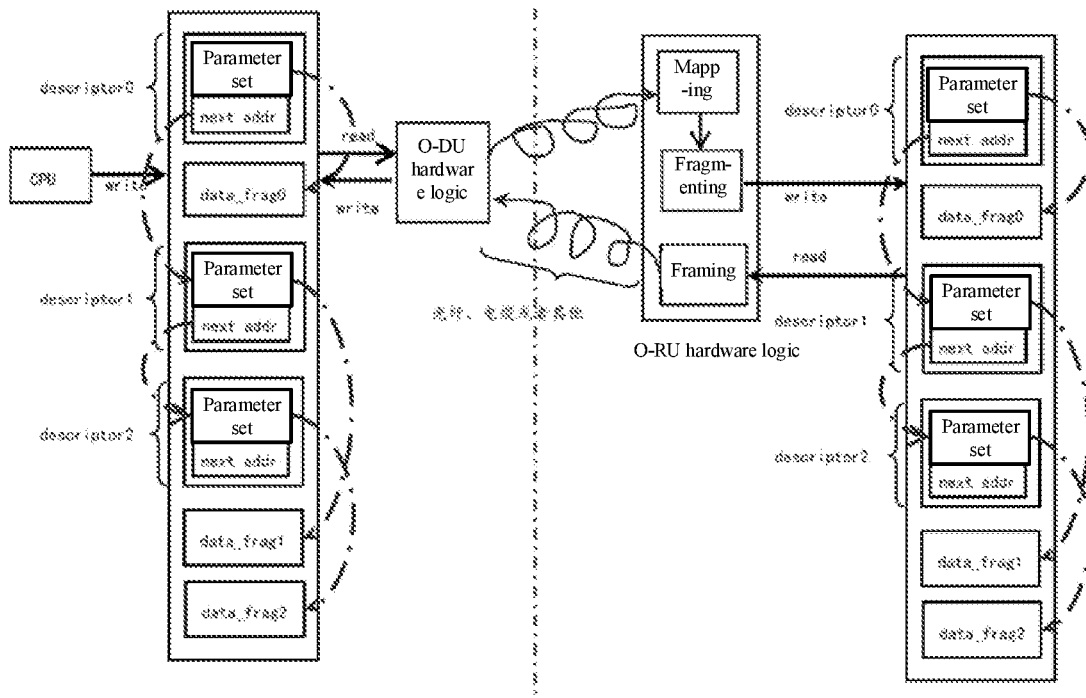 Parameter
set
next addr
descriptor0
data_frag0
CPU
write
read
write
O-DU
hardwar
e logic
Parameter
set
next addr
descriptor1
Parameter
set
next addr
descriptor2
data_frag1
data_frag2
Mapp
-ing
Fragm-
enting
Framing
O-RU hardware logic
write
read
Parameter
set
next addr
descriptor0
data_frag0
Parameter
set
next addr
descriptor1
Parameter
set
next addr
descriptor2
data_frag1
data_frag2